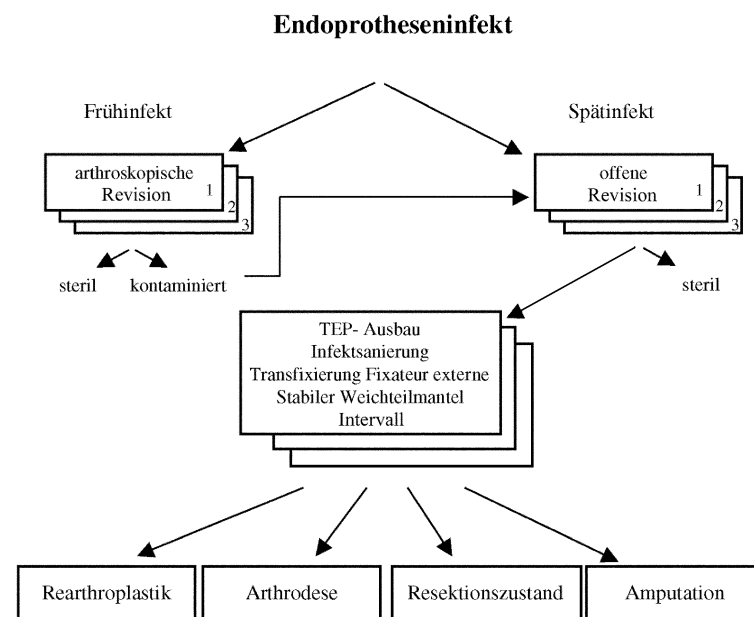 Endoprotheseninfekt
Frühinfekt
Spätinfekt
arthroskopische
Revision
1
2
3
offene
Revision
1
2
3
steril
kontaminiert
steril
TEP- Ausbau
Infektsanierung
Transfixierung Fixateur externe
Stabiler Weichteilmantel
Intervall
Rearthroplastik
Arthrodese
Resektionszustand
Amputation